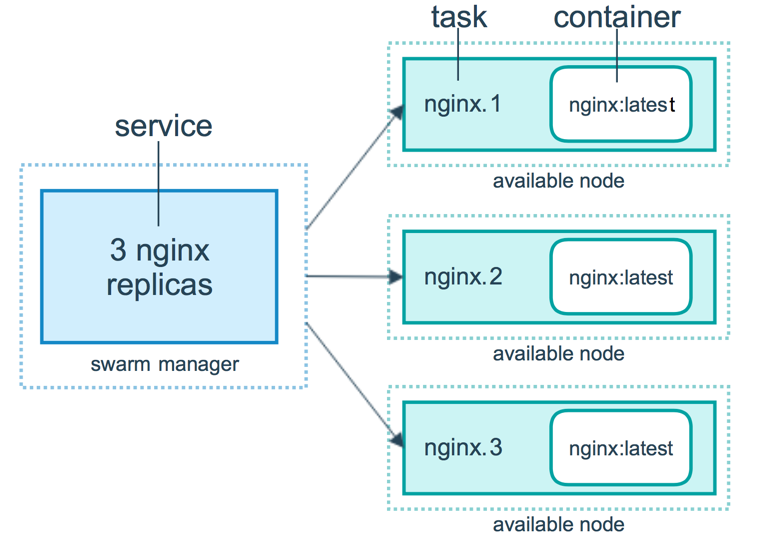 task
container
nginx.1
nginx:latest
available node
service
3 nginx
replicas
swarm manager
nginx.2
nginx:latest
available node
nginx.3
nginx:latest
available node